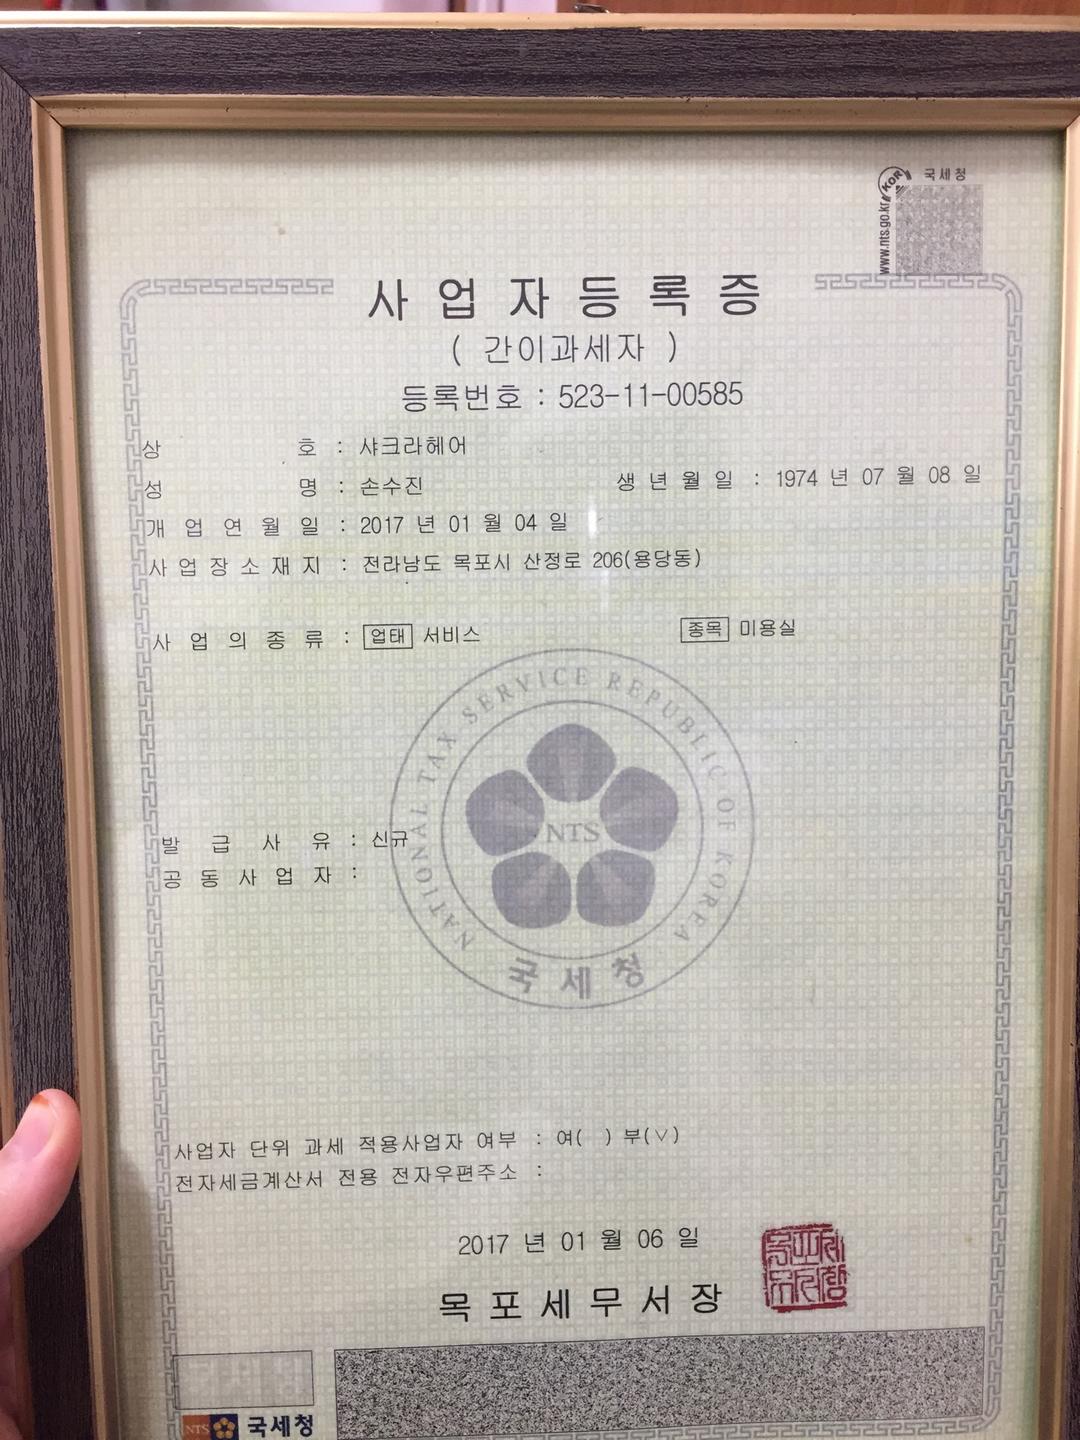 국세청
KOR
www.nts.go.kr
사업자등록증
( 간이과세자 )
등록번호 : 523-11-00585
상 호 : 샤크라헤어
성 명 : 손수진 생 년 월 일 : 1974 년 07 월 08 일
개 업 연 월 일 : 2017 년 01 월 04 일
사 업 장 소 재 지 : 전라남도 목포시 산정로 206(용당동)
사 업 의 종 류 : 업태 서비스 종목 미용실
NATIONAL TAX SERVICE REPUBLIC OF KOREA
NTS
국세청
발 급 사 유 : 신규
공 동 사 업 자 :
사업자 단위 과세 적용사업자 여부 : 여( ) 부(∨)
전자세금계산서 전용 전자우편주소 :
2017 년 01 월 06 일
목 포 세 무 서 장
NTS 국세청